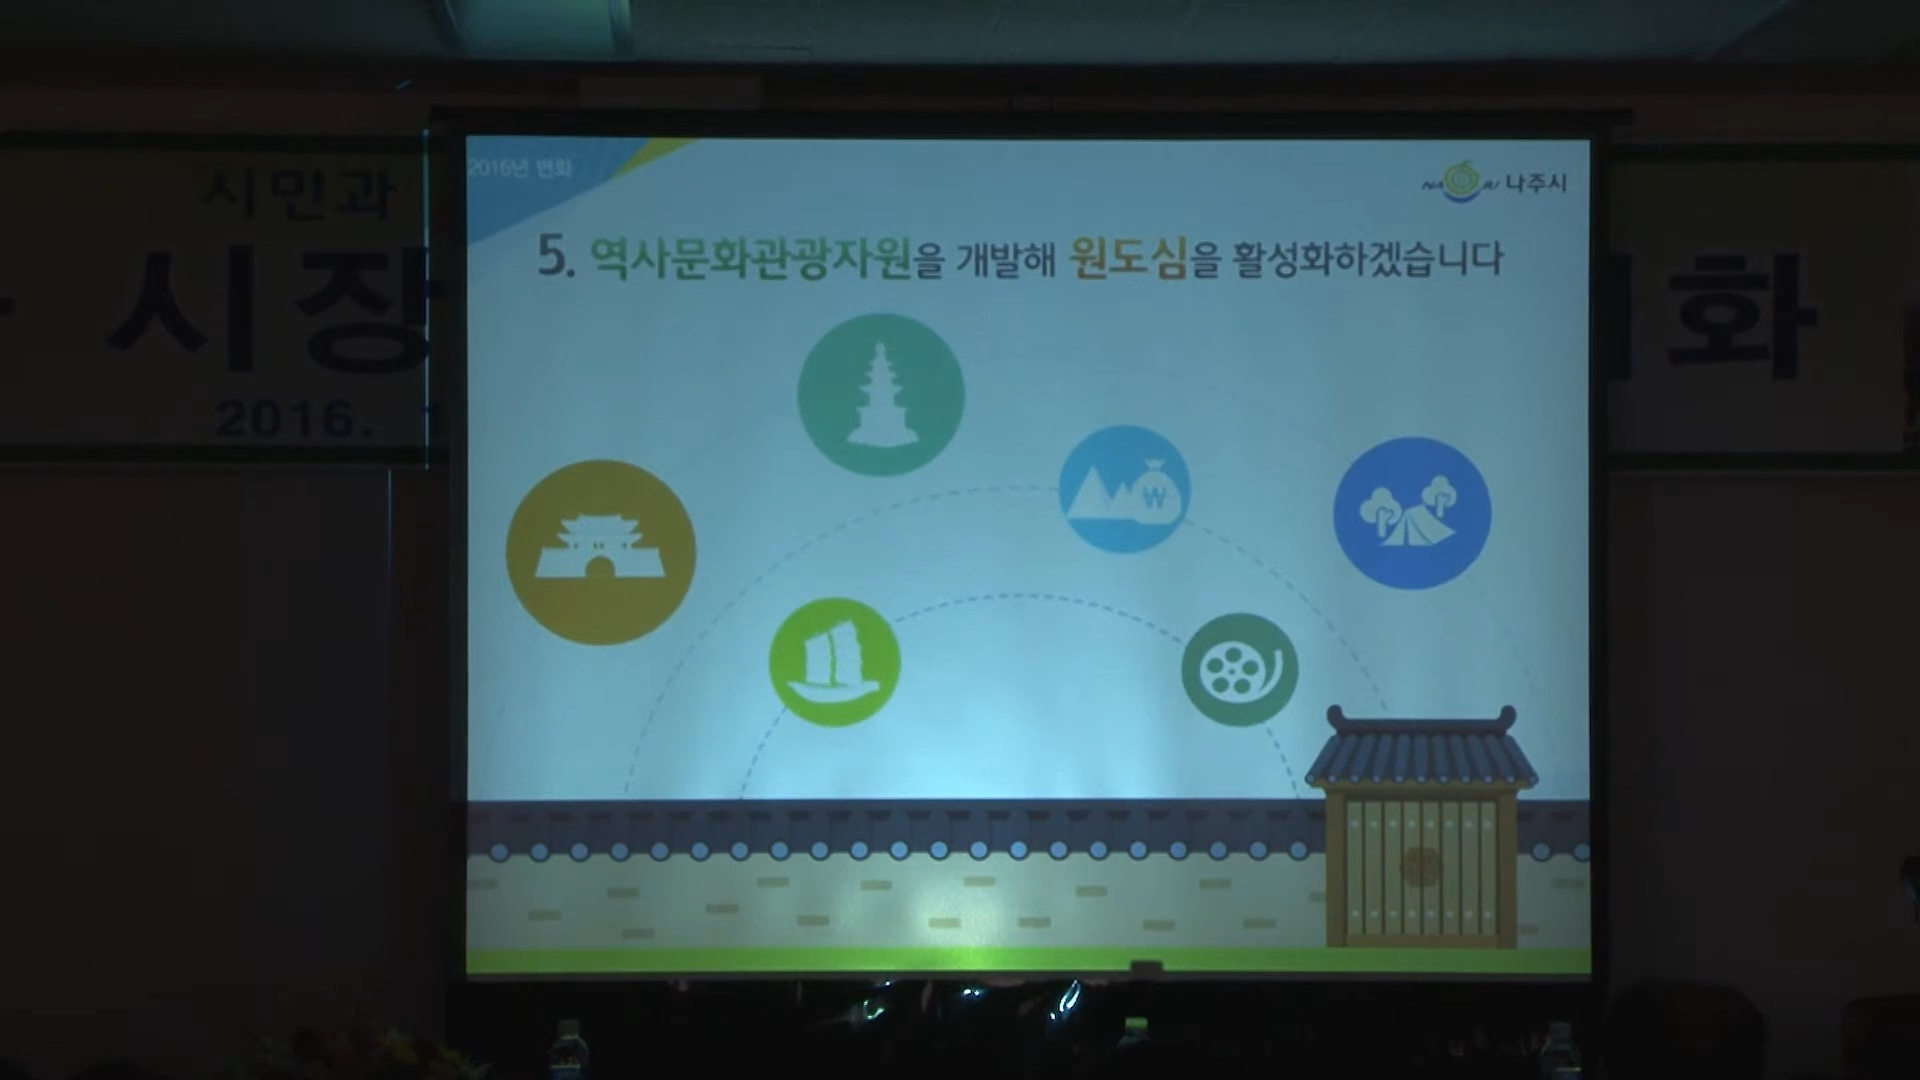 시민과
시장
화
2016. 1
2016년 변화
나주시
5. 역사문화관광자원을 개발해 원도심을 활성화하겠습니다
₩